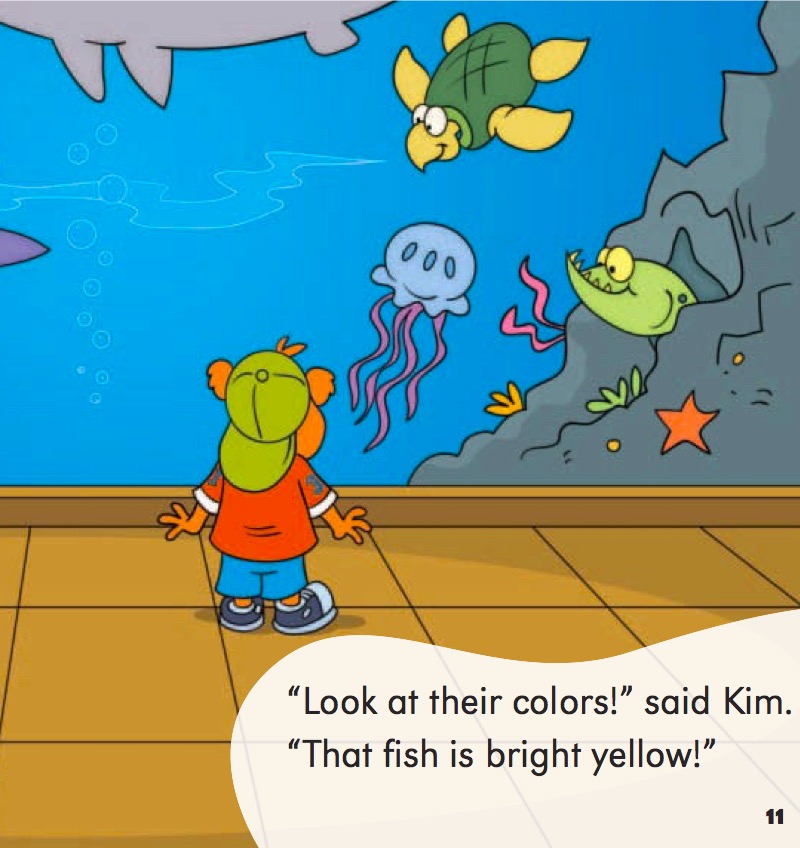 “Look at their colors!” said Kim.
“That fish is bright yellow!”
11